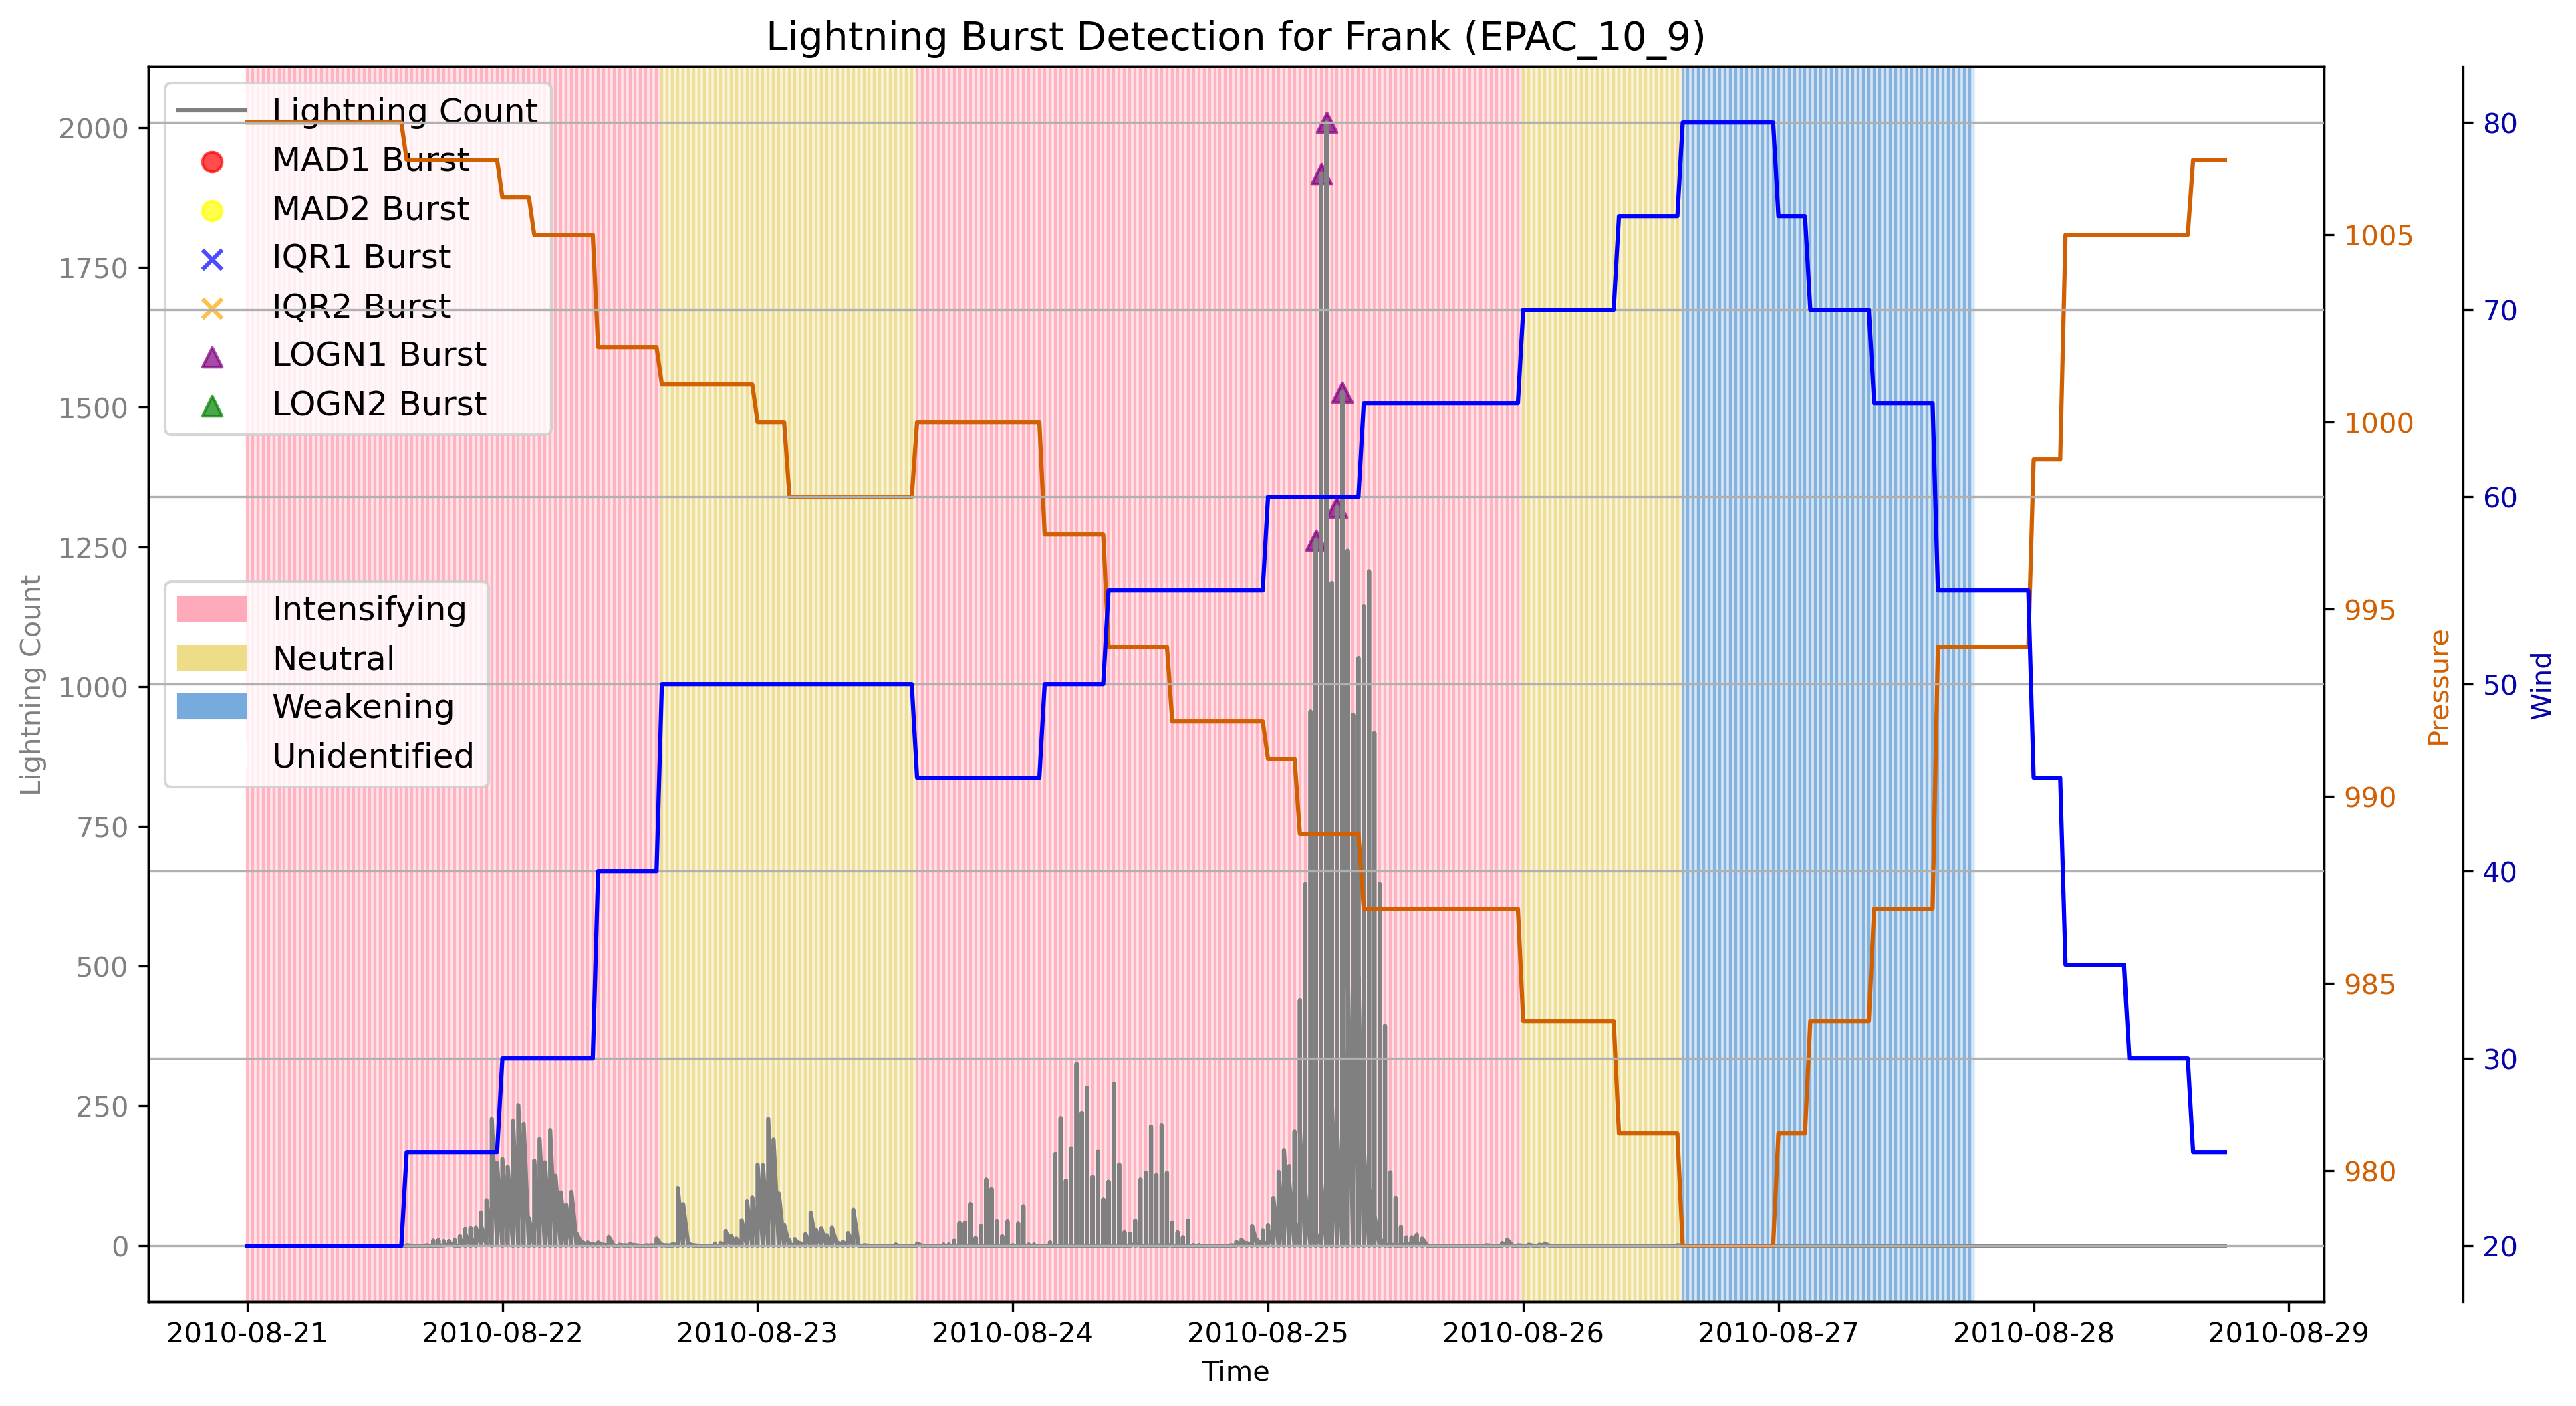 Lightning Burst Detection for Frank (EPAC_10_9)
Lightning Count
MAD1 Burst
MAD2 Burst
IQR1 Burst
IQR2 Burst
LOGN1 Burst
LOGN2 Burst
Intensifying
Neutral
Weakening
Unidentified
Lightning Count
2000
1750
1500
1250
1000
750
500
250
0
1005
1000
995
990
985
980
Pressure
80
70
60
50
40
30
20
Wind
2010-08-21
2010-08-22
2010-08-23
2010-08-24
2010-08-25
2010-08-26
2010-08-27
2010-08-28
2010-08-29
Time